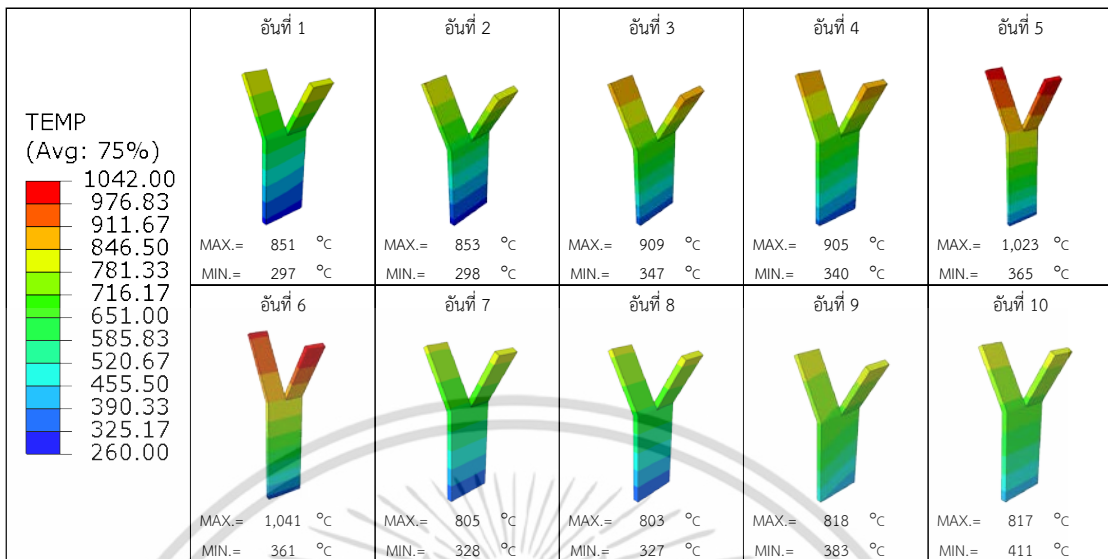 TEMP
(Avg: 75%)
1042.00
976.83
911.67
846.50
781.33
716.17
651.00
585.83
520.67
455.50
390.33
325.17
260.00
อันที่ 1
MAX.= 851 °C
MIN.= 297 °C
อันที่ 2
MAX.= 853 °C
MIN.= 298 °C
อันที่ 3
MAX.= 909 °C
MIN.= 347 °C
อันที่ 4
MAX.= 905 °C
MIN.= 340 °C
อันที่ 5
MAX.= 1,023 °C
MIN.= 365 °C
อันที่ 6
MAX.= 1,041 °C
MIN.= 361 °C
อันที่ 7
MAX.= 805 °C
MIN.= 328 °C
อันที่ 8
MAX.= 803 °C
MIN.= 327 °C
อันที่ 9
MAX.= 818 °C
MIN.= 383 °C
อันที่ 10
MAX.= 817 °C
MIN.= 411 °C